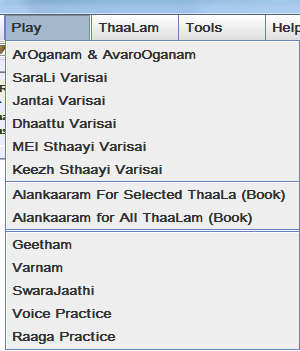 Play ThaaLam Tools Help
ArOganam & AvaroOganam
SaraLi Varisai
Jantai Varisai
Dhaattu Varisai
MEl Sthaayi Varisai
Keezh Sthaayi Varisai
Alankaaram For Selected ThaaLa (Book)
Alankaaram for All ThaaLam (Book)
Geetham
Varnam
SwaraJaathi
Voice Practice
Raaga Practice